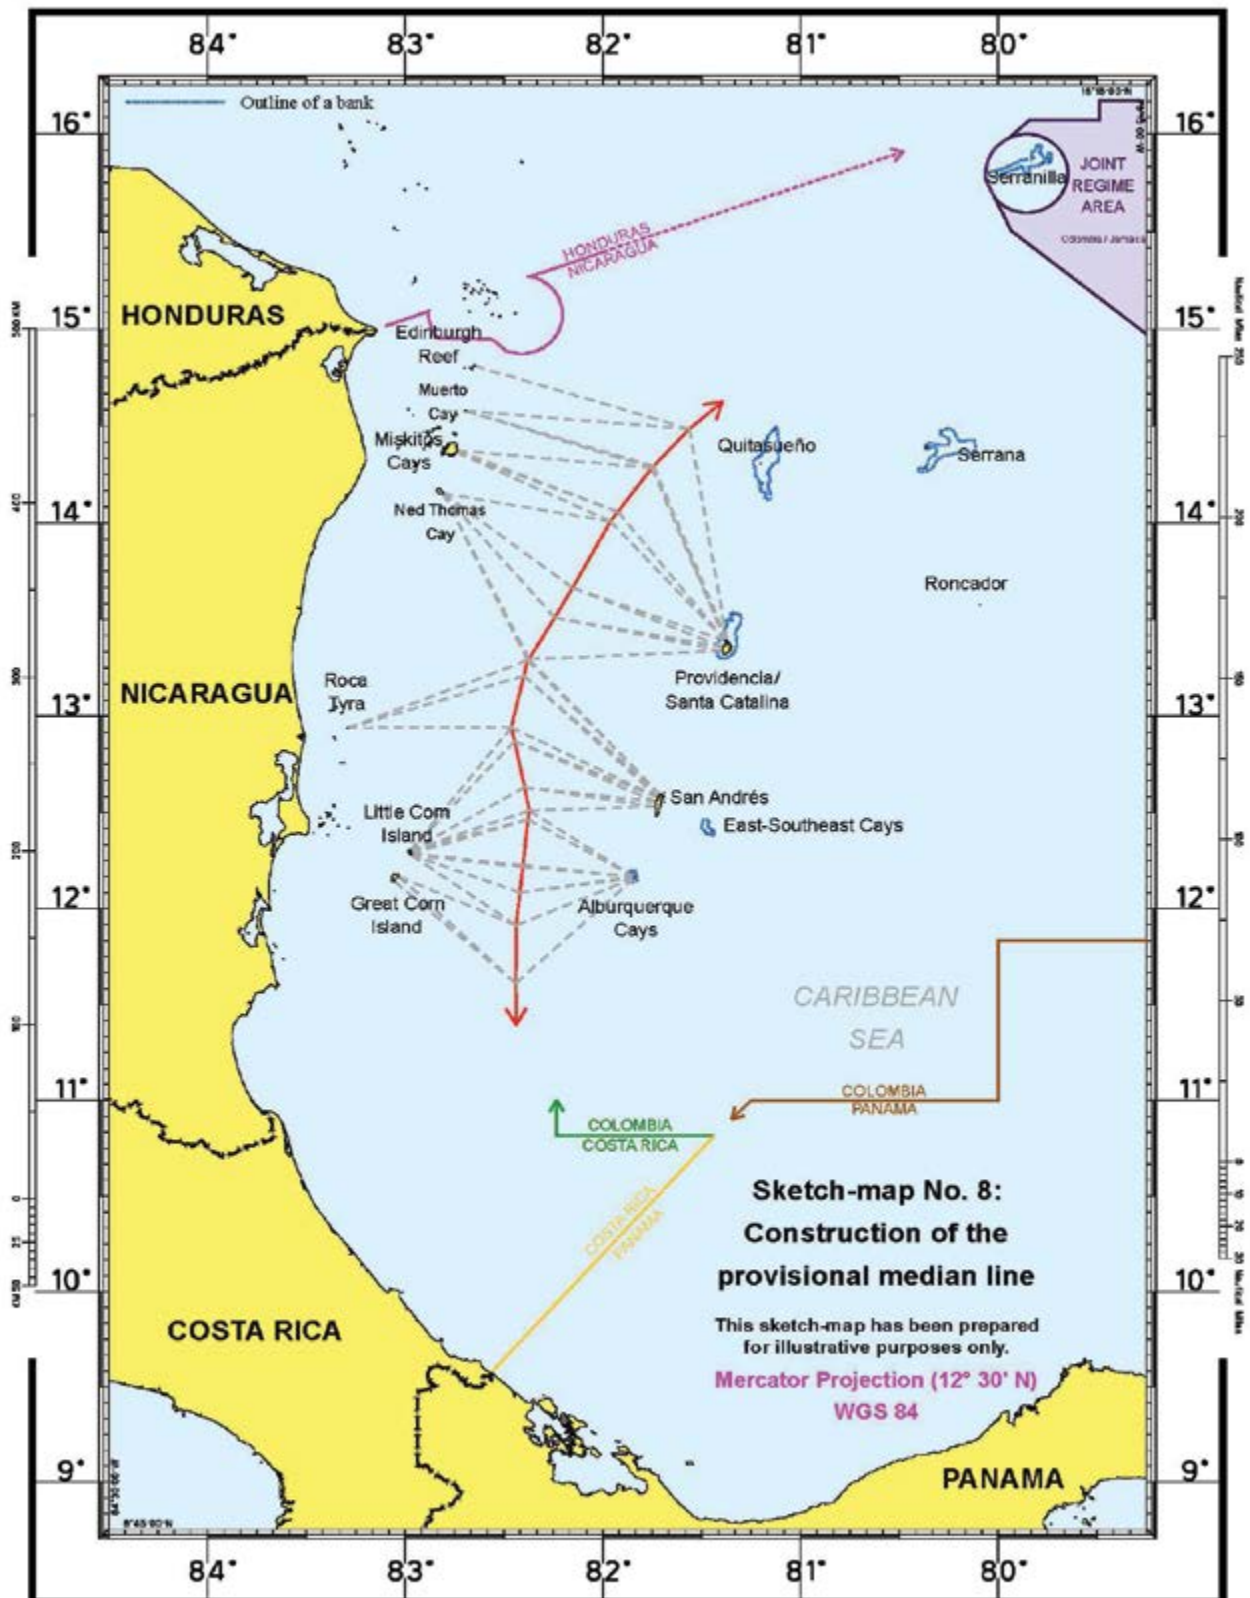 84° 83° 82° 81° 80°
Outline of a bank
16°
16°
JOINT
REGIME
AREA
Serranilla
Colombia / Jamaica
HONDURAS
NICARAGUA
HONDURAS
15°
15°
Edinburgh
Reef
Muerto
Cay
Miskitos
Cays
Quitasueño
Serrana
14°
14°
Ned Thomas
Cay
Roncador
NICARAGUA
Roca
Tyra
Providencia/
Santa Catalina
13°
13°
San Andrés
Little Corn
Island
East-Southeast Cays
12°
12°
Great Corn
Island
Alburquerque
Cays
CARIBBEAN
SEA
11°
11°
COLOMBIA
PANAMA
COLOMBIA
COSTA RICA
COSTA RICA
PANAMA
Sketch-map No. 8:
Construction of the
provisional median line
10°
10°
COSTA RICA
This sketch-map has been prepared
for illustrative purposes only.
Mercator Projection (12° 30' N)
WGS 84
9°
9°
PANAMA
84° 83° 82° 81° 80°